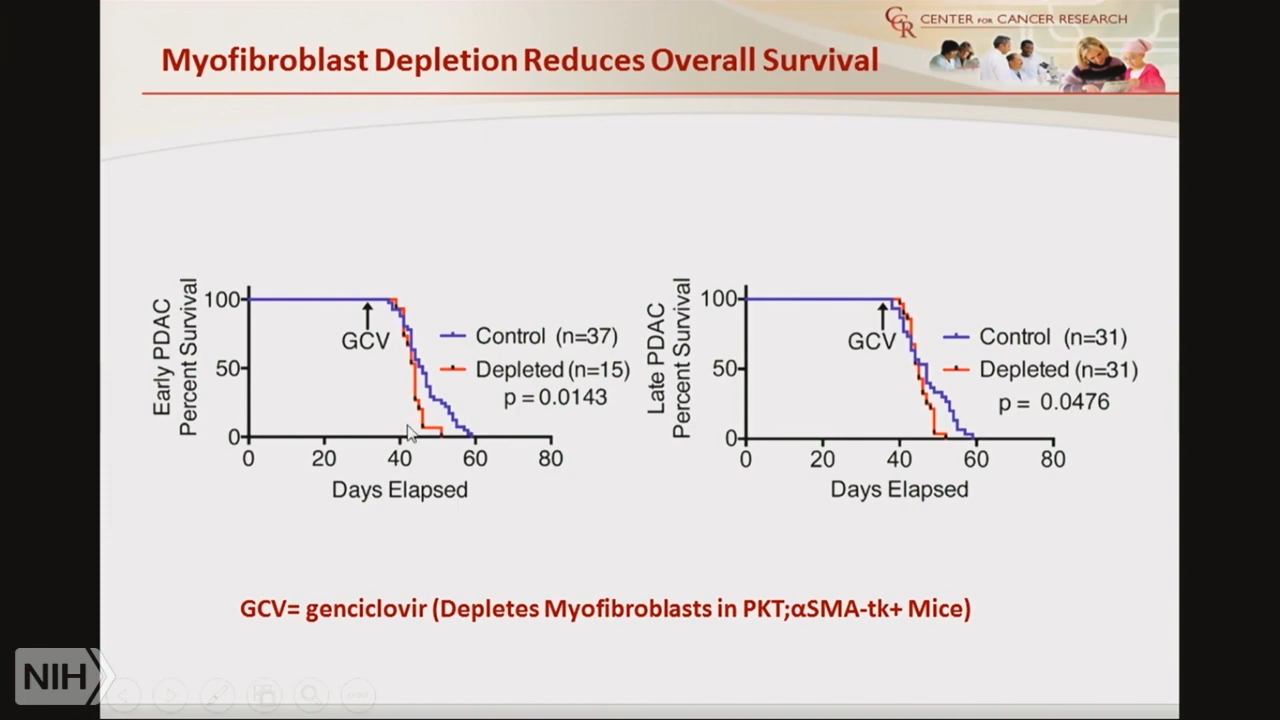 CCR CENTER FOR CANCER RESEARCH
Myofibroblast Depletion Reduces Overall Survival
Early PDAC
Percent Survival
100
50
0
GCV
Control (n=37)
Depleted (n=15)
p = 0.0143
0 20 40 60 80
Days Elapsed
Late PDAC
Percent Survival
100
50
0
GCV
Control (n=31)
Depleted (n=31)
p = 0.0476
0 20 40 60 80
Days Elapsed
GCV= genciclovir (Depletes Myofibroblasts in PKT;αSMA-tk+ Mice)
NIH